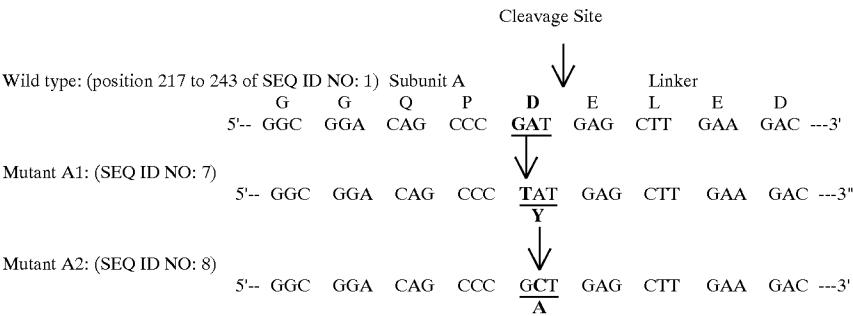 Cleavage Site
Wild type: (position 217 to 243 of SEQ ID NO: 1) Subunit A Linker
G G Q P D E L E D
5'-- GGC GGA CAG CCC GAT GAG CTT GAA GAC ---3'
Mutant A1: (SEQ ID NO: 7)
5'-- GGC GGA CAG CCC TAT GAG CTT GAA GAC ---3"
Y
Mutant A2: (SEQ ID NO: 8)
5'-- GGC GGA CAG CCC GCT GAG CTT GAA GAC ---3'
A